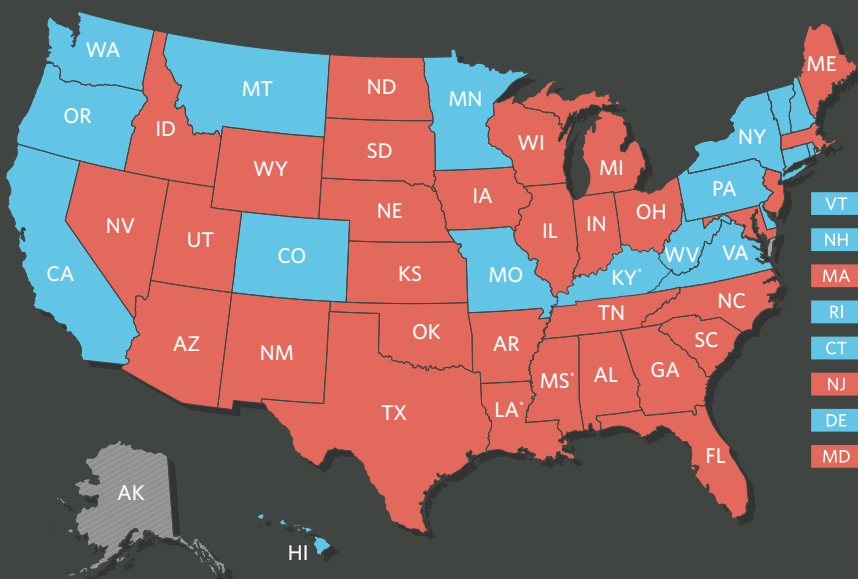 WA
ME
MT
ND
MN
OR
NY
ID
WI
SD
MI
WY
PA
IA
NE
VT
OH
NV
IL
IN
UT
NH
WV
VA
CO
CA
KS
MO
KY*
MA
NC
RI
TN
OK
SC
AZ
AR
CT
NM
GA
MS*
AL
NJ
LA*
TX
DE
FL
MD
AK
HI